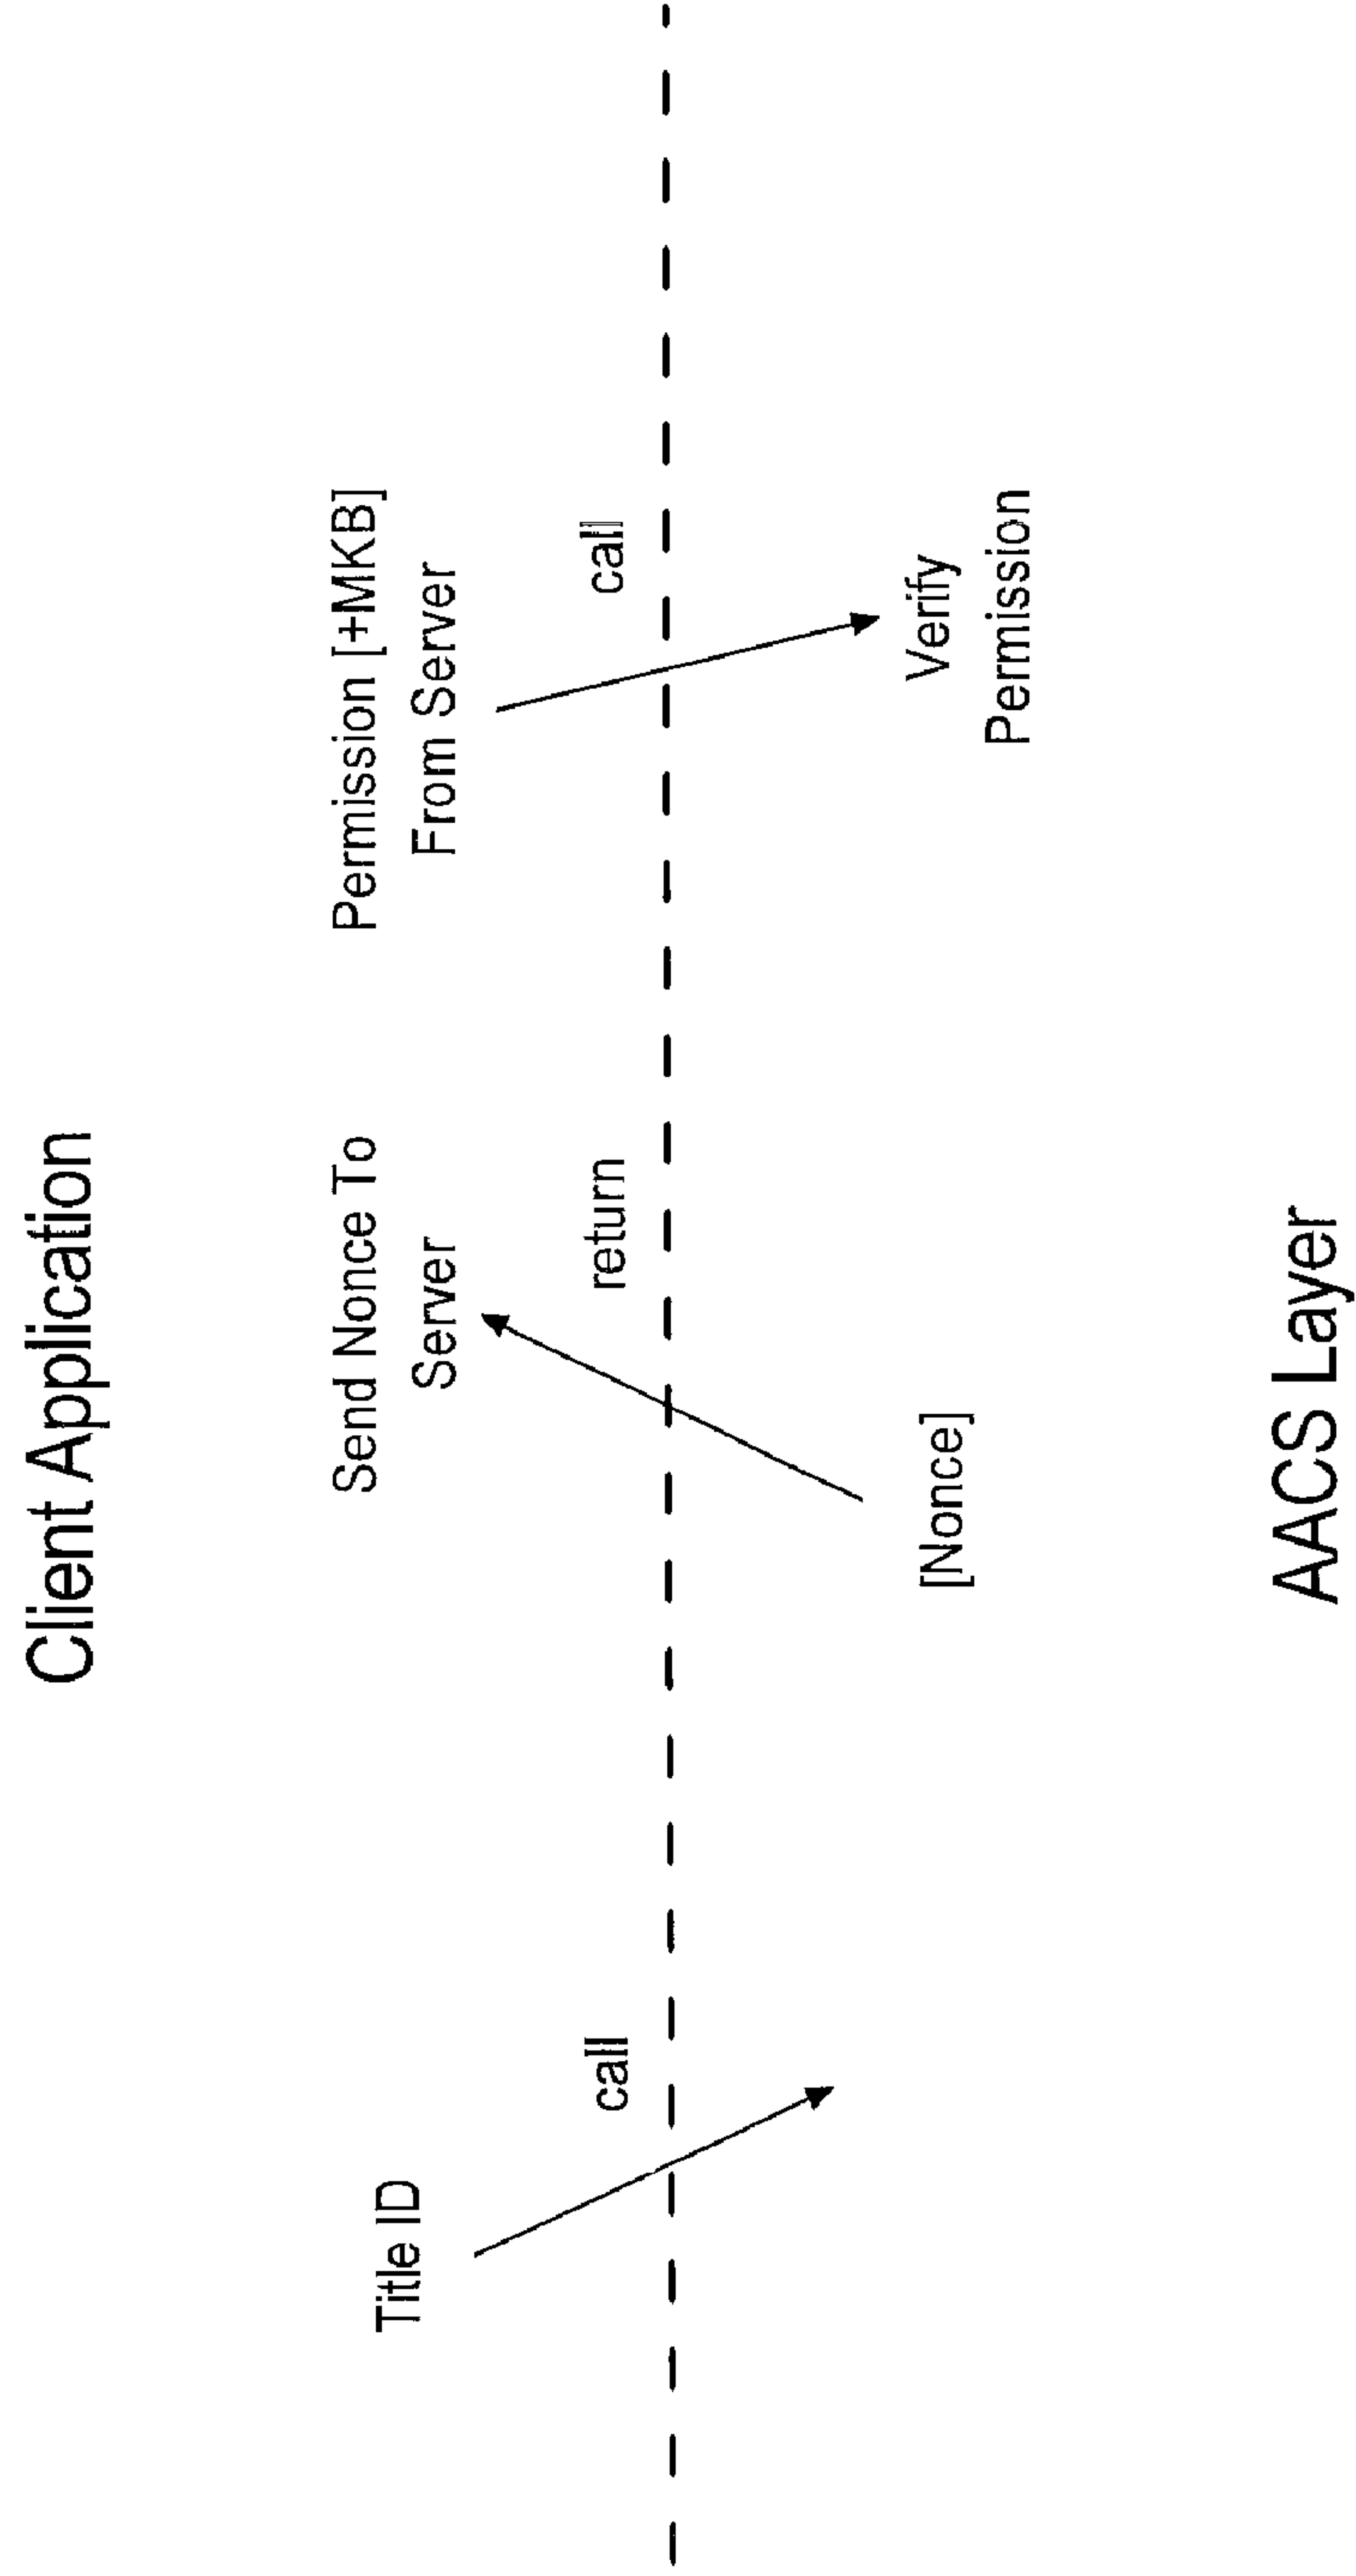 Client Application
Title ID
call
Send Nonce To
Server
return
[Nonce]
Permission [+MKB]
From Server
call
Verify
Permission
AACS Layer